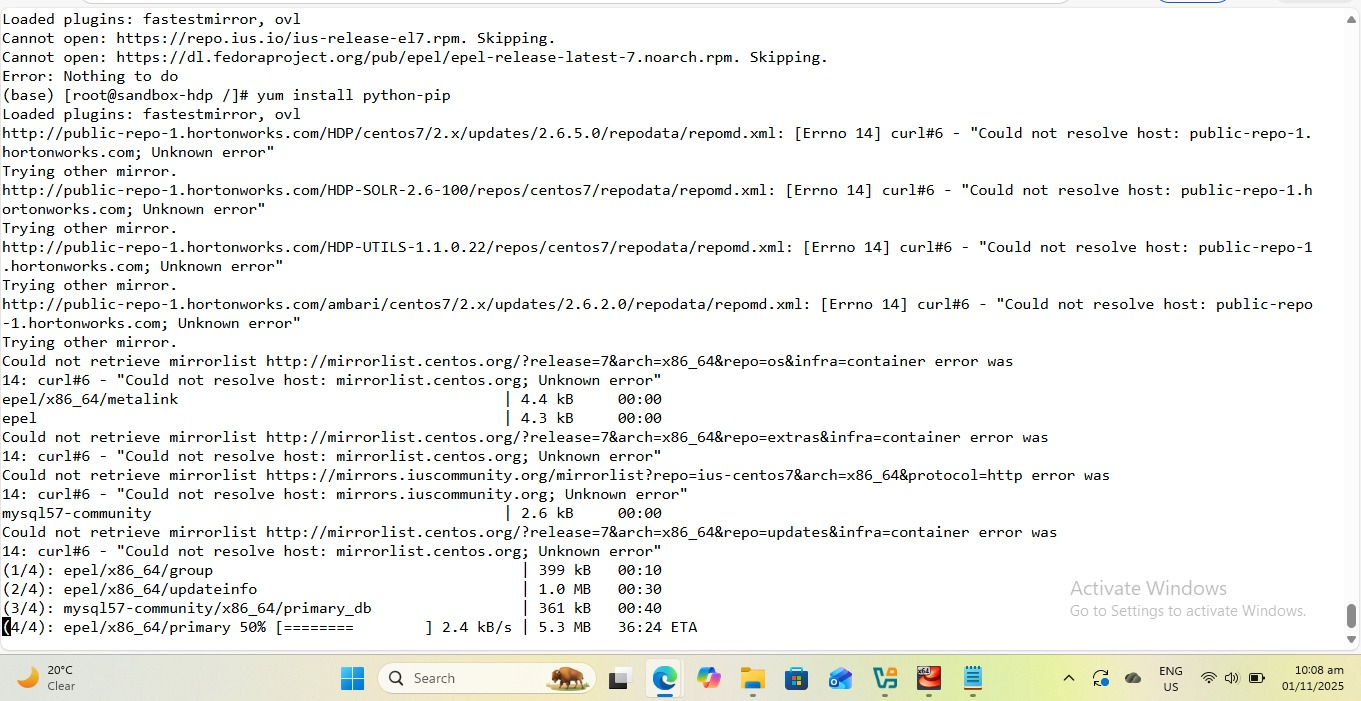 Loaded plugins: fastestmirror, ovl
Cannot open: https://repo.ius.io/ius-release-el7.rpm. Skipping.
Cannot open: https://dl.fedoraproject.org/pub/epel/epel-release-latest-7.noarch.rpm. Skipping.
Error: Nothing to do
(base) [root@sandbox-hdp /]# yum install python-pip
Loaded plugins: fastestmirror, ovl
http://public-repo-1.hortonworks.com/HDP/centos7/2.x/updates/2.6.5.0/repodata/repomd.xml: [Errno 14] curl#6 - "Could not resolve host: public-repo-1.
hortonworks.com; Unknown error"
Trying other mirror.
http://public-repo-1.hortonworks.com/HDP-SOLR-2.6-100/repos/centos7/repodata/repomd.xml: [Errno 14] curl#6 - "Could not resolve host: public-repo-1.h
ortonworks.com; Unknown error"
Trying other mirror.
http://public-repo-1.hortonworks.com/HDP-UTILS-1.1.0.22/repos/centos7/repodata/repomd.xml: [Errno 14] curl#6 - "Could not resolve host: public-repo-1
.hortonworks.com; Unknown error"
Trying other mirror.
http://public-repo-1.hortonworks.com/ambari/centos7/2.x/updates/2.6.2.0/repodata/repomd.xml: [Errno 14] curl#6 - "Could not resolve host: public-repo
-1.hortonworks.com; Unknown error"
Trying other mirror.
Could not retrieve mirrorlist http://mirrorlist.centos.org/?release=7&arch=x86_64&repo=os&infra=container error was
14: curl#6 - "Could not resolve host: mirrorlist.centos.org; Unknown error"
epel/x86_64/metalink | 4.4 kB 00:00
epel | 4.3 kB 00:00
Could not retrieve mirrorlist http://mirrorlist.centos.org/?release=7&arch=x86_64&repo=extras&infra=container error was
14: curl#6 - "Could not resolve host: mirrorlist.centos.org; Unknown error"
Could not retrieve mirrorlist https://mirrors.iuscommunity.org/mirrorlist?repo=ius-centos7&arch=x86_64&protocol=http error was
14: curl#6 - "Could not resolve host: mirrors.iuscommunity.org; Unknown error"
mysql57-community | 2.6 kB 00:00
Could not retrieve mirrorlist http://mirrorlist.centos.org/?release=7&arch=x86_64&repo=updates&infra=container error was
14: curl#6 - "Could not resolve host: mirrorlist.centos.org; Unknown error"
(1/4): epel/x86_64/group | 399 kB 00:10
(2/4): epel/x86_64/updateinfo | 1.0 MB 00:30
(3/4): mysql57-community/x86_64/primary_db | 361 kB 00:40
(4/4): epel/x86_64/primary 50% [======== ] 2.4 kB/s | 5.3 MB 36:24 ETA
Activate Windows
Go to Settings to activate Windows.
20°C
Clear
Search
x64
ENG
US
10:08 am
01/11/2025